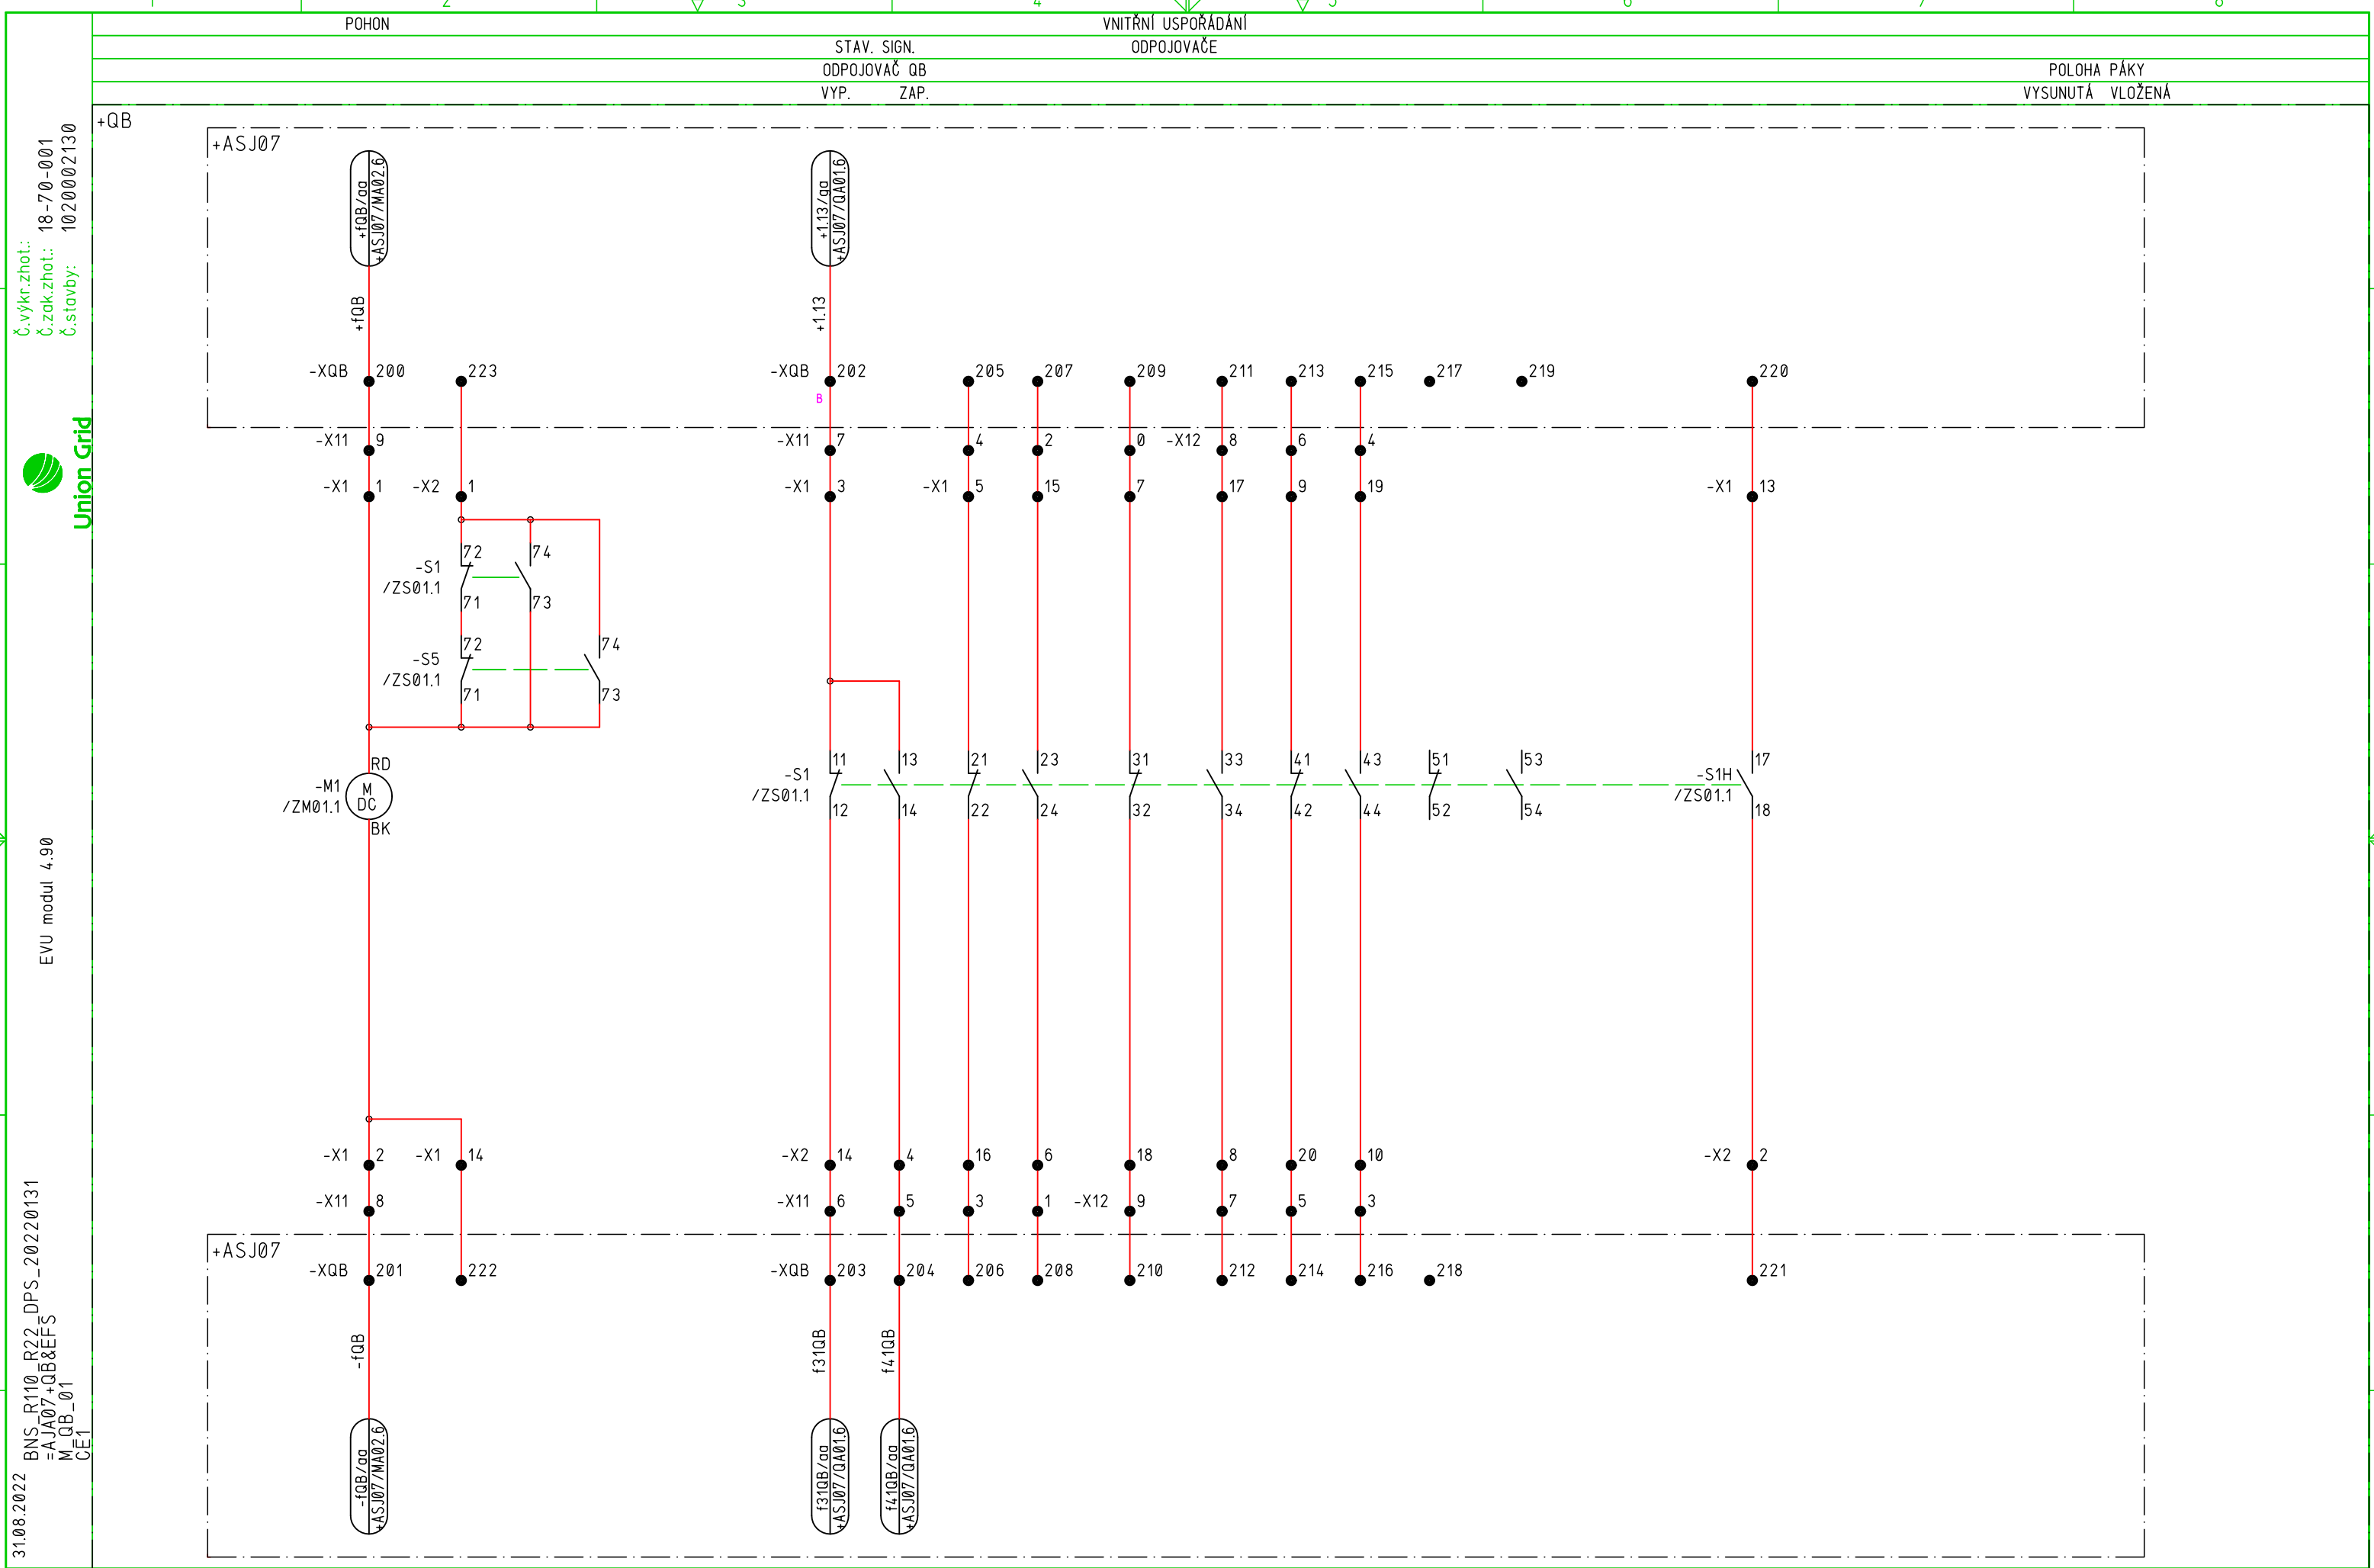 1 2 3 4 5 6 7 8
POHON VNITŘNÍ USPOŘÁDÁNÍ
STAV. SIGN. ODPOJOVAČE
ODPOJOVAČ QB POLOHA PÁKY
VYP. ZAP. VYSUNUTÁ VLOŽENÁ
+QB
+ASJ07
+fQB/aa
+ASJ07/MA02.6
+1.13/qa
+ASJ07/QA01.6
+fQB
+1.13
-XQB 200 223 -XQB 202 205 207 209 211 213 215 217 219 220
B
-X11 9 -X11 7 4 2 0 -X12 8 6 4
-X1 1 -X2 1 -X1 3 -X1 5 15 7 17 9 19 -X1 13
72 74
-S1
/ZS01.1
71 73
72 74
-S5
/ZS01.1
71 73
RD
-M1
/ZM01.1
M
DC
BK
11 13 21 23 31 33 41 43 51 53 17
-S1 -S1H
/ZS01.1 /ZS01.1
12 14 22 24 32 34 42 44 52 54 18
-X1 2 -X1 14 -X2 14 4 16 6 18 8 20 10 -X2 2
-X11 8 -X11 6 5 3 1 -X12 9 7 5 3
+ASJ07
-XQB 201 222 -XQB 203 204 206 208 210 212 214 216 218 221
-fQB
f31QB
f41QB
-fQB/aa
+ASJ07/MA02.6
f31QB/aa
+ASJ07/QA01.6
f41QB/aa
+ASJ07/QA01.6
Č.výkr.zhot.:
Č.zak.zhot.: 18-70-001
Č.stavby: 1020002130
Union Grid
EVU modul 4.90
31.08.2022
BNS_R110_R22_DPS_20220131
=AJA07+QB&EFS
M_QB_01
CE1